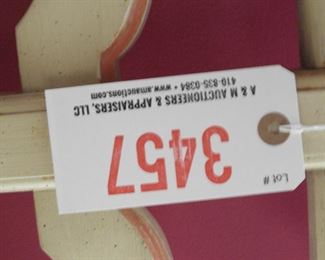 A & M AUCTIONEERS & APPRAISERS, LLC
410-835-0384 • www.amauctions.com
Lot #
3457